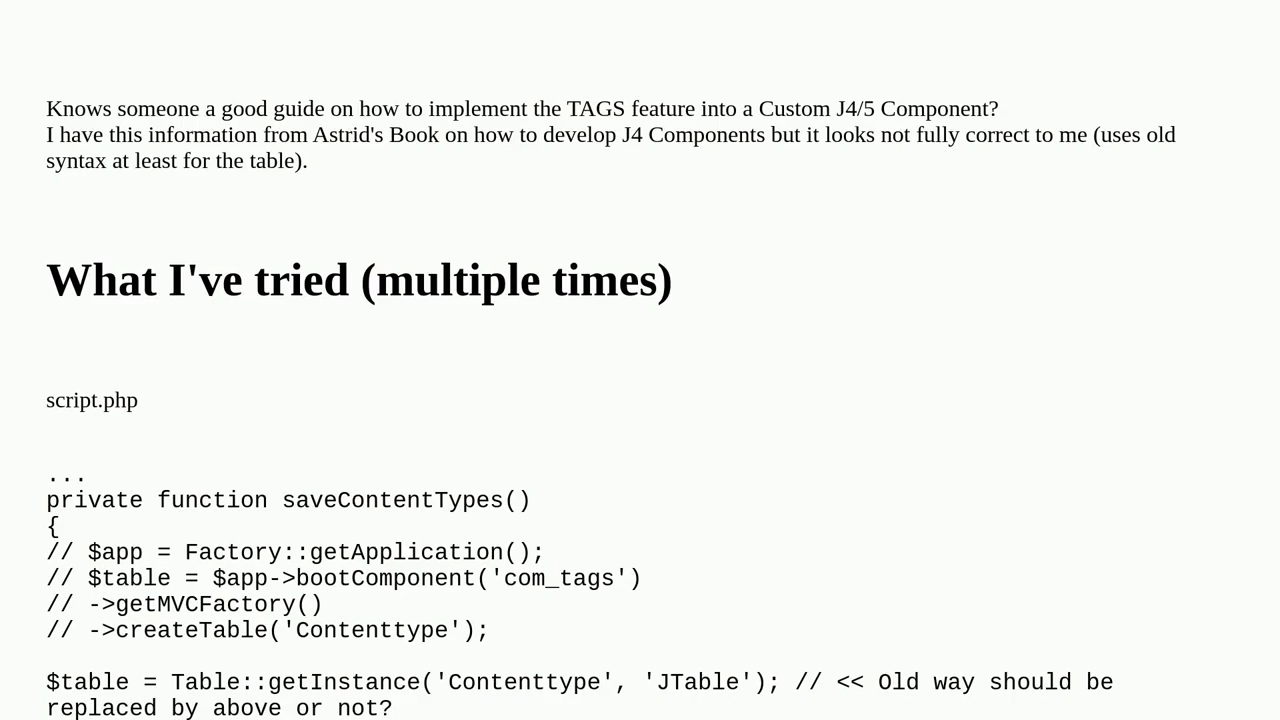 Knows someone a good guide on how to implement the TAGS feature into a Custom J4/5 Component?
I have this information from Astrid's Book on how to develop J4 Components but it looks not fully correct to me (uses old
syntax at least for the table).
What I've tried (multiple times)
script.php
...
private function saveContentTypes()
{
// $app = Factory::getApplication();
// $table = $app->bootComponent('com_tags')
// ->getMVCFactory()
// ->createTable('Contenttype');
$table = Table::getInstance('Contenttype', 'JTable'); // << Old way should be
replaced by above or not?